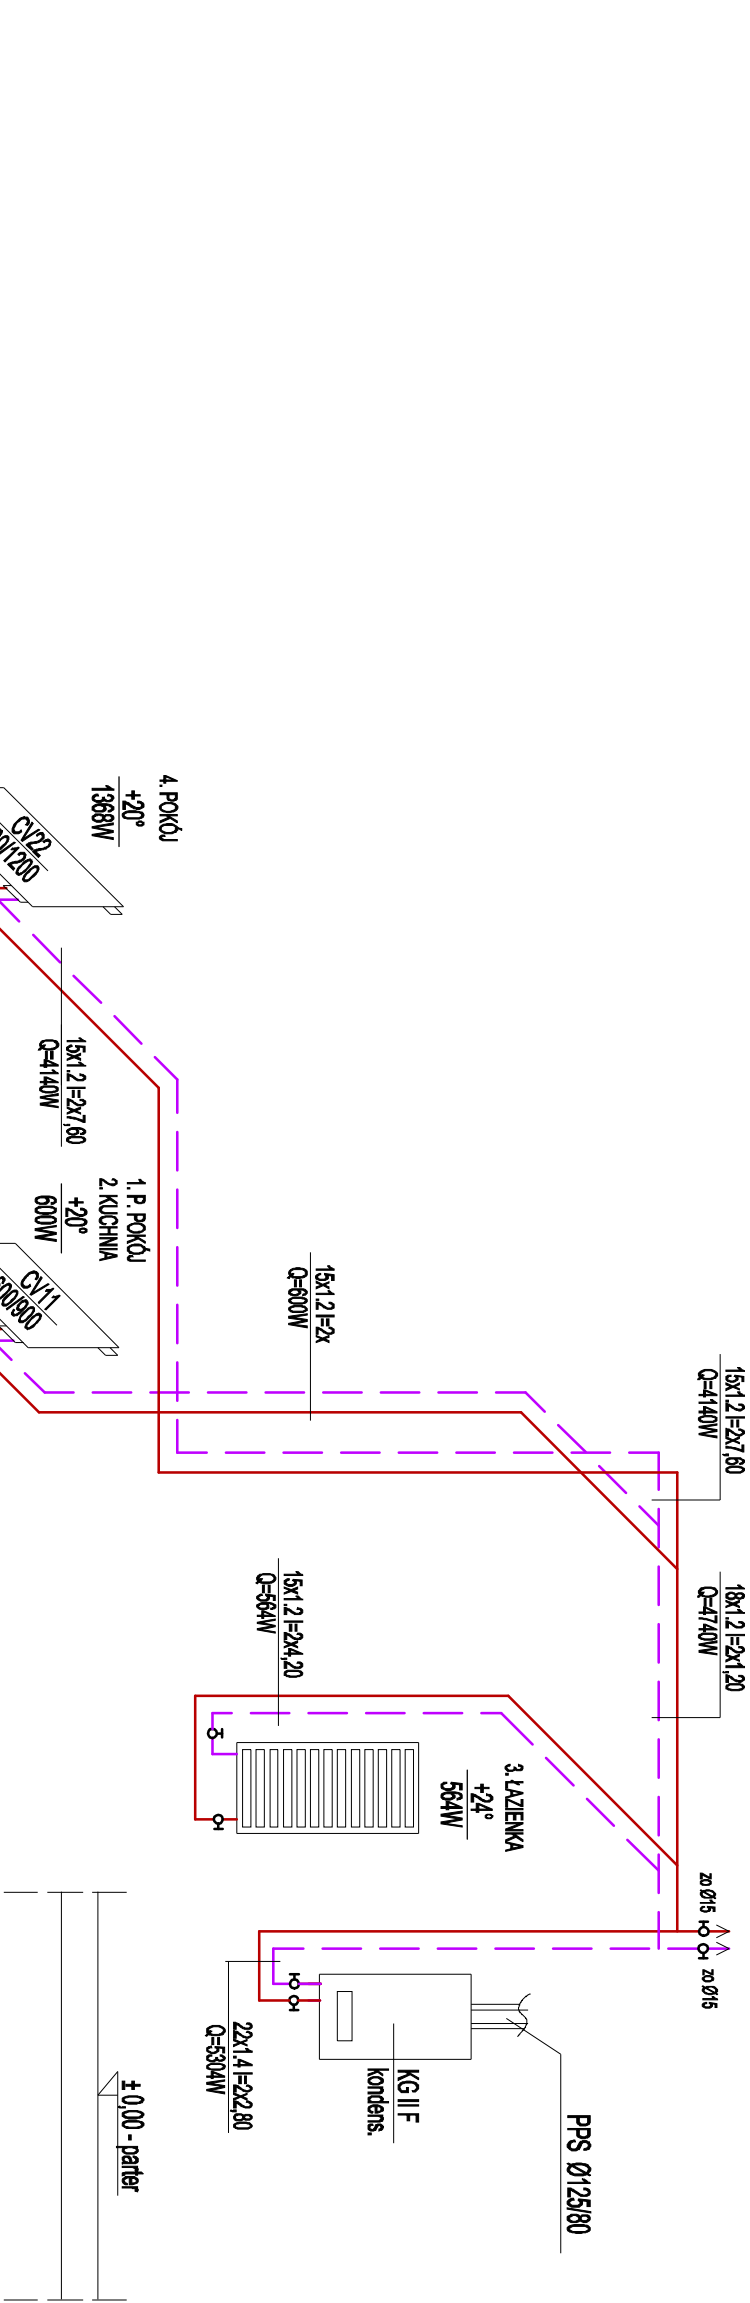 4. POKÓJ
+20°
1368W
CV22
/1200
15x1.2 l=2x7,60
Q=4140W
1. P. POKÓJ
2. KUCHNIA
+20°
600W
CV11
/900
15x1.2 l=2x
Q=600W
15x1.2 l=2x7,60
Q=4140W
18x1.2 l=2x1,20
Q=4740W
15x1.2 l=2x4,20
Q=564W
3. ŁAZIENKA
+24°
564W
zo Ø15
zo Ø15
22x1.4 l=2x2,80
Q=5304W
KG II F
kondens.
PPS Ø125/80
± 0,00 - parter